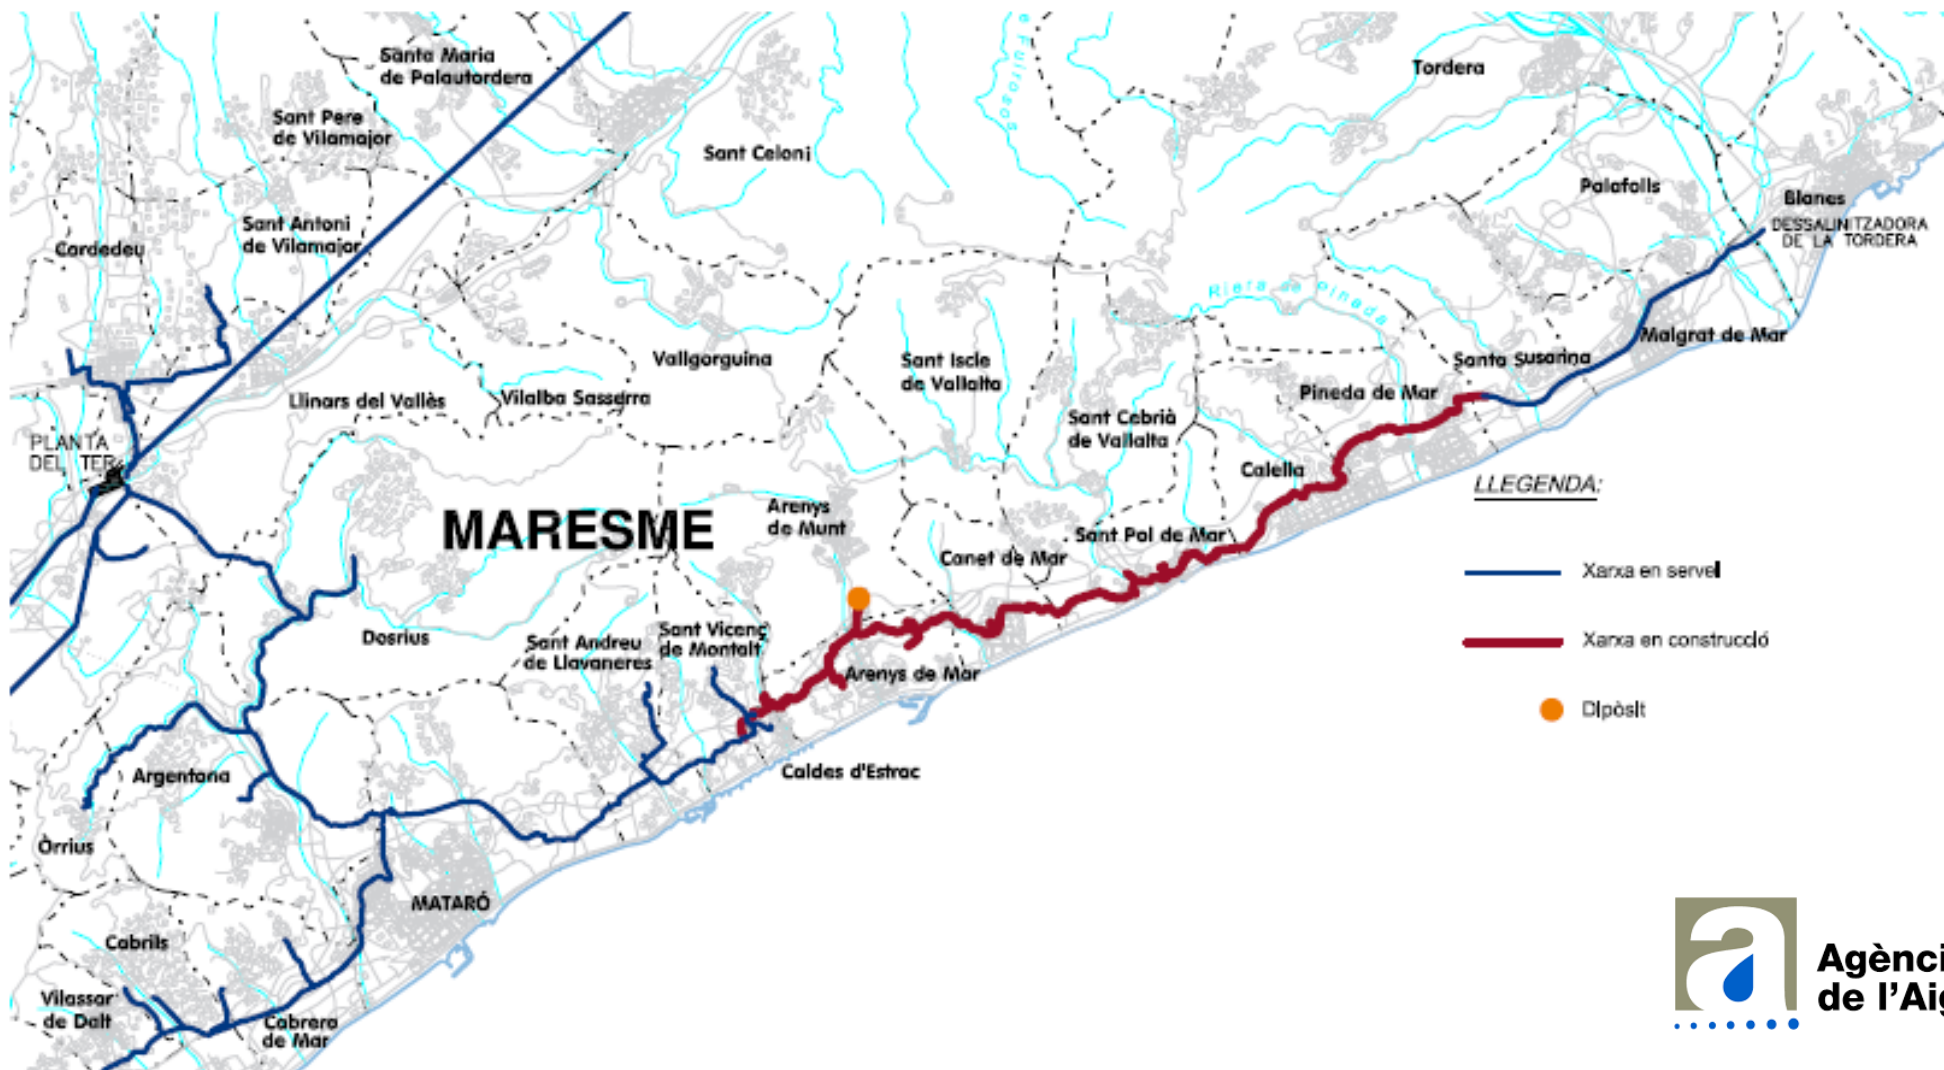 Santa Maria
de Palautordera
Tordera
Sant Pere
de Vilamajor
Sant Celoni
Palafolls
Blanes
DESSALINITZADORA
DE LA TORDERA
Sant Antoni
de Vilamajor
Cardedeu
Riera de Pineda
Malgrat de Mar
Santa Susanna
Vallgorguina
Sant Iscle
de Vallalta
Pineda de Mar
Llinars del Vallès
Vilalba Sasserra
Sant Cebrià
de Vallalta
PLANTA
DEL TER
Calella
LLEGENDA:
MARESME
Arenys
de Munt
Sant Pol de Mar
Canet de Mar
Xarxa en servei
Dosrius
Sant Andreu
de Llavaneres
Sant Vicenç
de Montalt
Xarxa en construcció
Arenys de Mar
Dipòsit
Argentona
Caldes d'Estrac
Òrrius
MATARÓ
Cabrils
Vilassar
de Dalt
Cabrera
de Mar
a
Agènci
de l'Aig